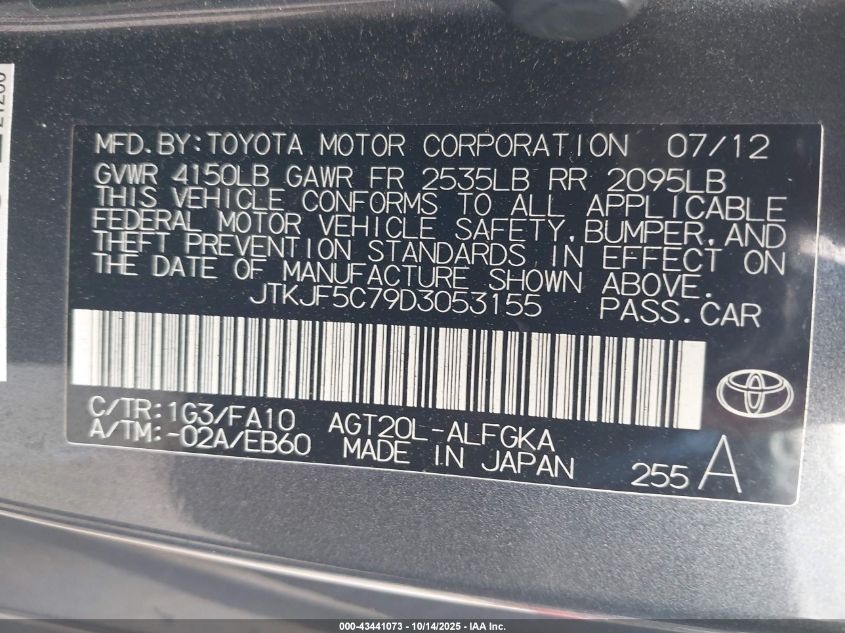 21200
MFD. BY: TOYOTA MOTOR CORPORATION 07/12
GVWR 4150LB GAWR FR 2535LB RR 2095LB
THIS VEHICLE CONFORMS TO ALL APPLICABLE
FEDERAL MOTOR VEHICLE SAFETY, BUMPER, AND
THEFT PREVENTION STANDARDS IN EFFECT ON
THE DATE OF MANUFACTURE SHOWN ABOVE.
JTKJF5C79D3053155 PASS. CAR
C/TR: 1G3/FA10 AGT20L-ALFGKA
A/TM: -02A/EB60 MADE IN JAPAN 255 A
000-43441073 - 10/14/2025 - IAA Inc.